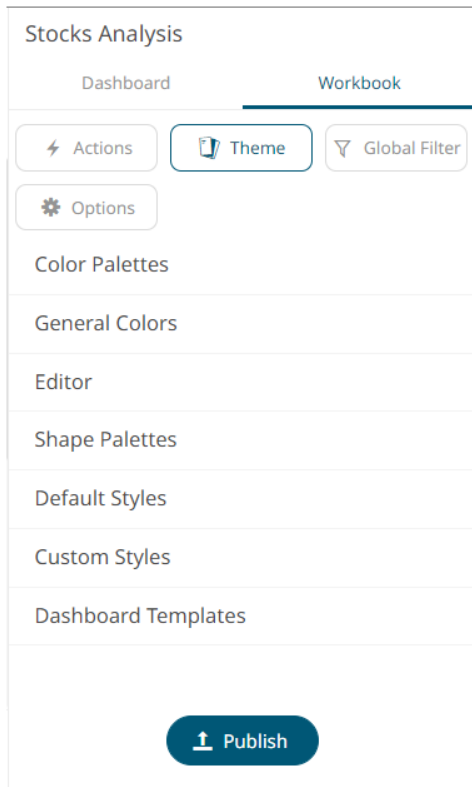 Stocks Analysis
Dashboard Workbook
Actions Theme Global Filter
Options
Color Palettes
General Colors
Editor
Shape Palettes
Default Styles
Custom Styles
Dashboard Templates
Publish